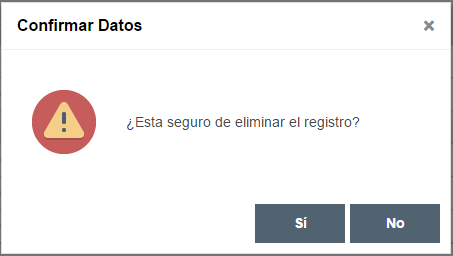 Confirmar Datos
¿Esta seguro de eliminar el registro?
Sí
No